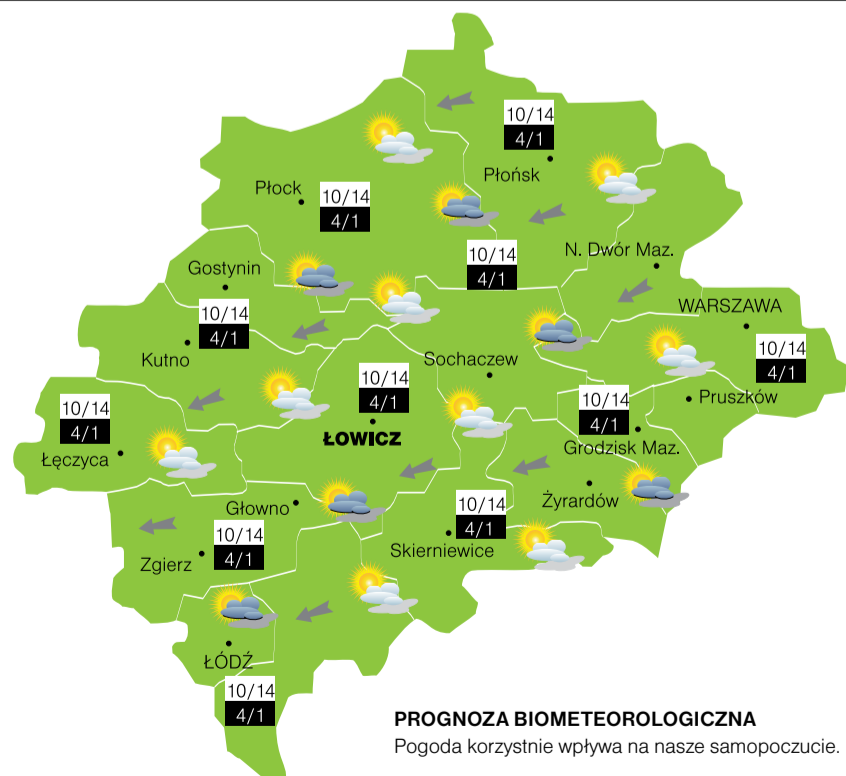 10/14
4/1
Płońsk
Płock
10/14
4/1
10/14
4/1
N. Dwór Maz.
Gostynin
10/14
4/1
Kutno
WARSZAWA
10/14
4/1
Sochaczew
10/14
4/1
ŁOWICZ
Pruszków
10/14
4/1
Grodzisk Maz.
10/14
4/1
Łęczyca
Żyrardów
Głowno
10/14
4/1
Skierniewice
10/14
4/1
Zgierz
ŁÓDŹ
10/14
4/1
PROGNOZA BIOMETEOROLOGICZNA
Pogoda korzystnie wpływa na nasze samopoczucie.